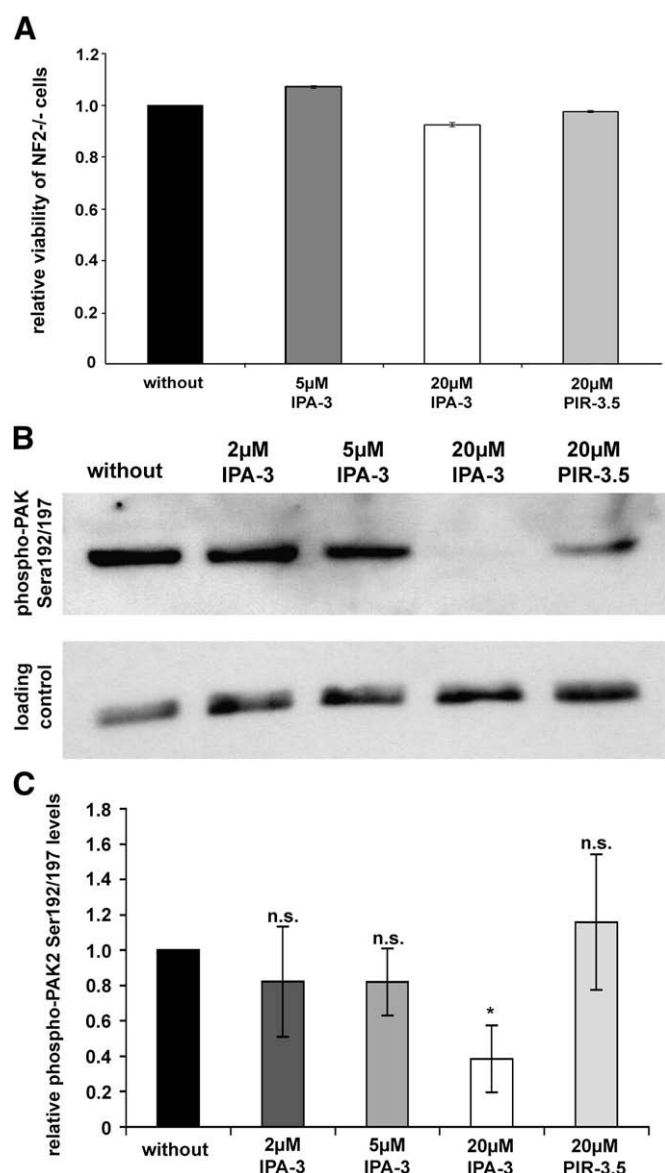 A
relative viability of NF2-/- cells
1.2
1.0
0.8
0.6
0.4
0.2
0
without
5µM
IPA-3
20µM
IPA-3
20µM
PIR-3.5
B
without
2µM
IPA-3
5µM
IPA-3
20µM
IPA-3
20µM
PIR-3.5
phospho-PAK
Sera192/197
loading
control
C
relative phospho-PAK2 Ser192/197 levels
1.8
1.6
1.4
1.2
1.0
0.8
0.6
0.4
0.2
0
n.s.
n.s.
*
n.s.
without
2µM
IPA-3
5µM
IPA-3
20µM
IPA-3
20µM
PIR-3.5